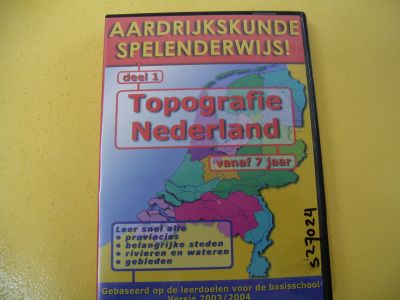 AARDRIJKSKUNDE
SPELENDERWIJS!
deel 1
Topografie
Nederland
vanaf 7 jaar
Leer snel alle
• provincies
• belangrijke steden
• rivieren en wateren
• gebieden
S27024
Gebaseerd op de leerdoelen voor de basisschool
Versie 2003/2004